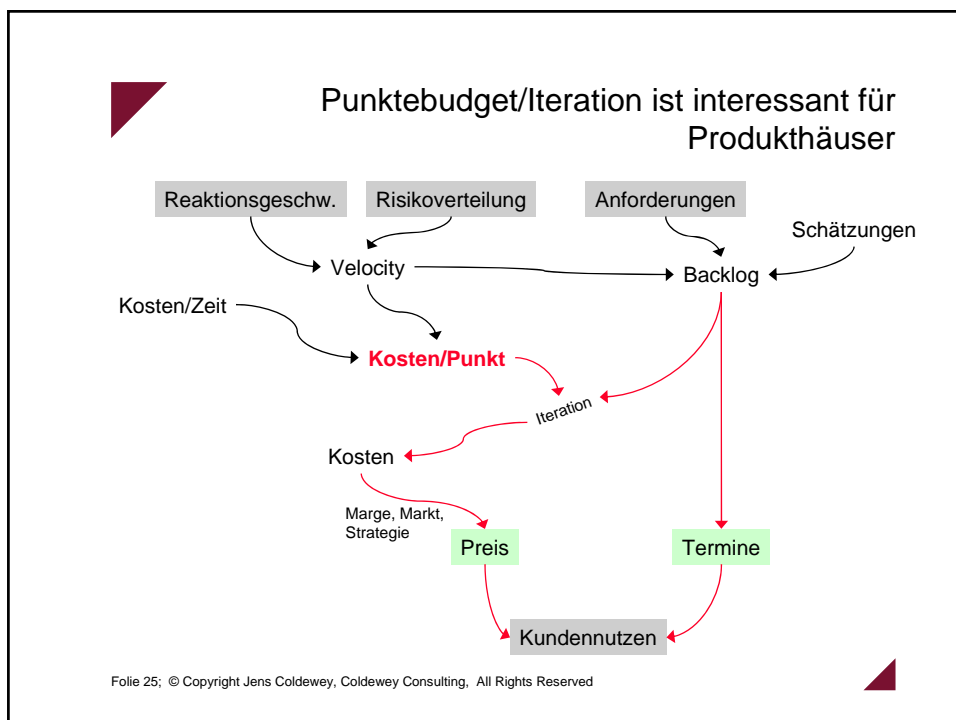 Punktebudget/Iteration ist interessant für
Produkthäuser
Reaktionsgeschw.
Risikoverteilung
Anforderungen
Schätzungen
Velocity
Backlog
Kosten/Zeit
Kosten/Punkt
Iteration
Kosten
Marge, Markt,
Strategie
Preis
Termine
Kundennutzen
Folie 25; © Copyright Jens Coldewey, Coldewey Consulting, All Rights Reserved